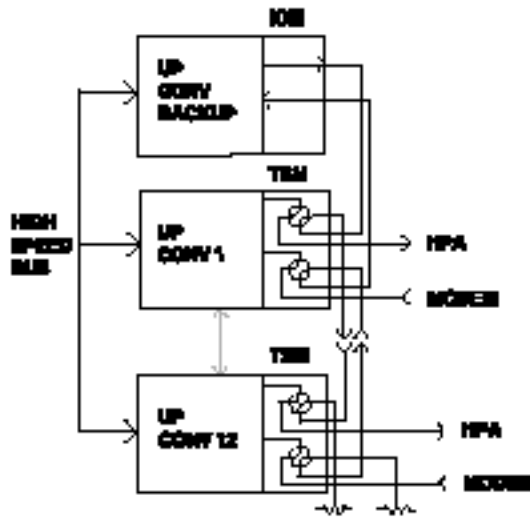 IOM
UP
CONV
BACKUP
TSM
HIGH
SPEED
BUS
UP
CONV 1
HPA
MODEM
TSM
UP
CONV 12
HPA
MODEM